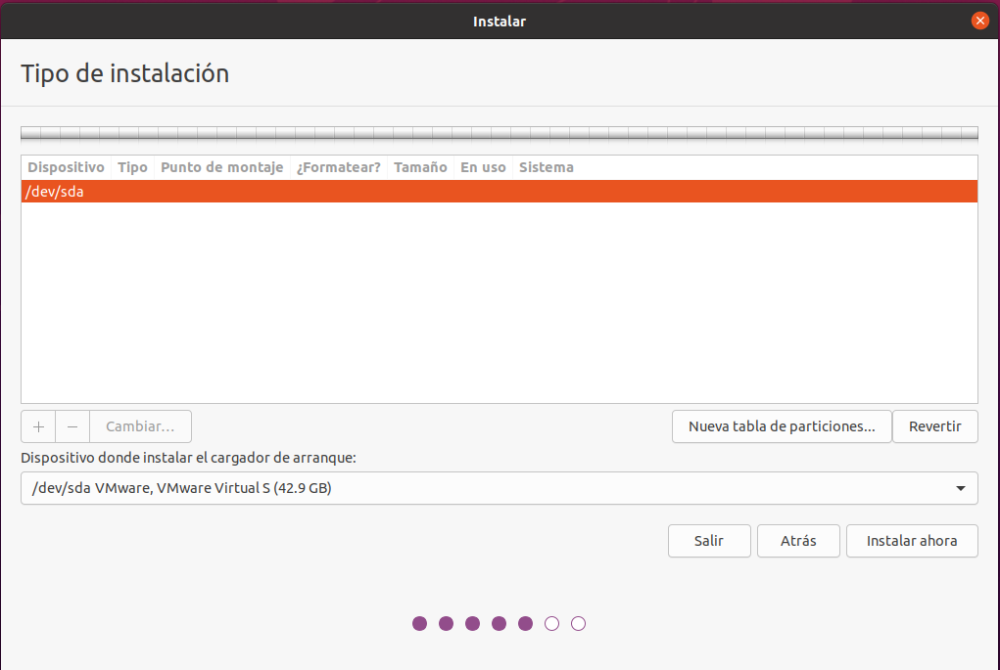 Instalar
Tipo de instalación
Dispositivo Tipo Punto de montaje ¿Formatear? Tamaño En uso Sistema
/dev/sda
+ − Cambiar... Nueva tabla de particiones... Revertir
Dispositivo donde instalar el cargador de arranque:
/dev/sda VMware, VMware Virtual S (42.9 GB)
Salir Atrás Instalar ahora